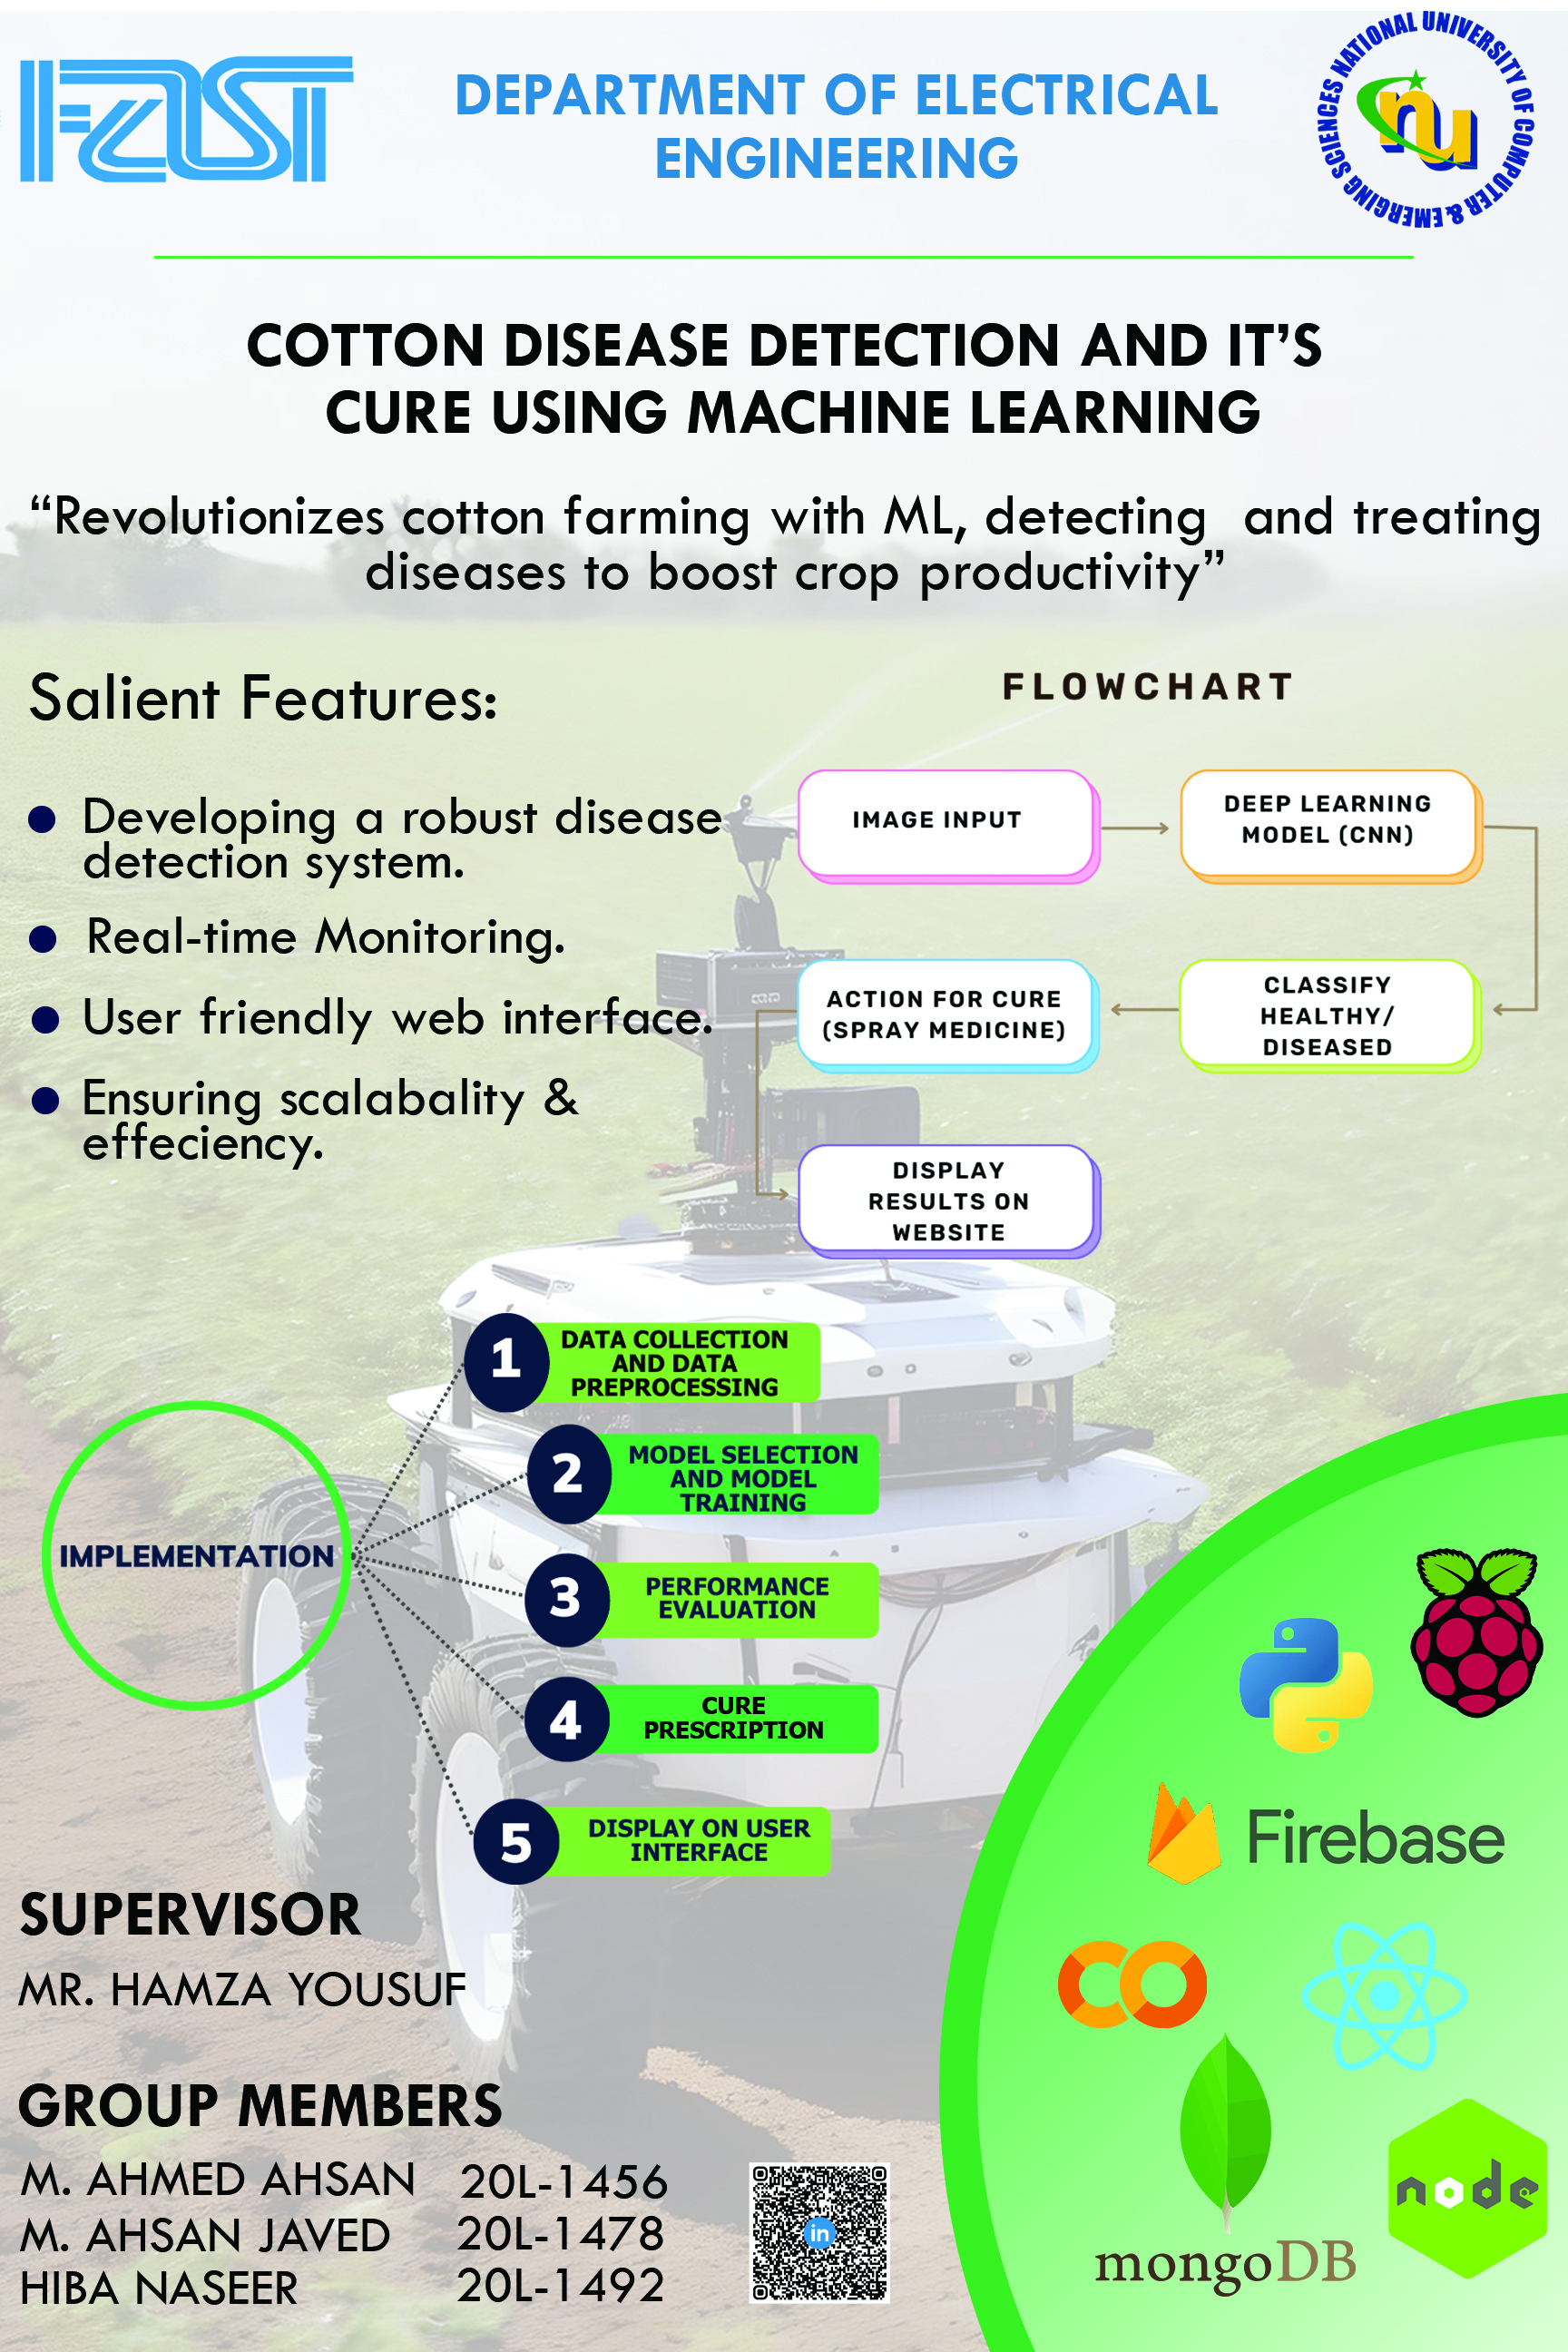 FAST
DEPARTMENT OF ELECTRICAL
ENGINEERING
NATIONAL UNIVERSITY OF COMPUTER & EMERGING SCIENCES
nu
COTTON DISEASE DETECTION AND IT’S
CURE USING MACHINE LEARNING
“Revolutionizes cotton farming with ML, detecting and treating
diseases to boost crop productivity”
Salient Features:
Developing a robust disease
detection system.
Real-time Monitoring.
User friendly web interface.
Ensuring scalabality &
effeciency.
FLOWCHART
IMAGE INPUT
DEEP LEARNING
MODEL (CNN)
CLASSIFY
HEALTHY/
DISEASED
ACTION FOR CURE
(SPRAY MEDICINE)
DISPLAY
RESULTS ON
WEBSITE
IMPLEMENTATION
1
DATA COLLECTION
AND DATA
PREPROCESSING
2
MODEL SELECTION
AND MODEL
TRAINING
3
PERFORMANCE
EVALUATION
4
CURE
PRESCRIPTION
5
DISPLAY ON USER
INTERFACE
SUPERVISOR
MR. HAMZA YOUSUF
GROUP MEMBERS
M. AHMED AHSAN 20L-1456
M. AHSAN JAVED 20L-1478
HIBA NASEER 20L-1492
in
Firebase
mongoDB
node